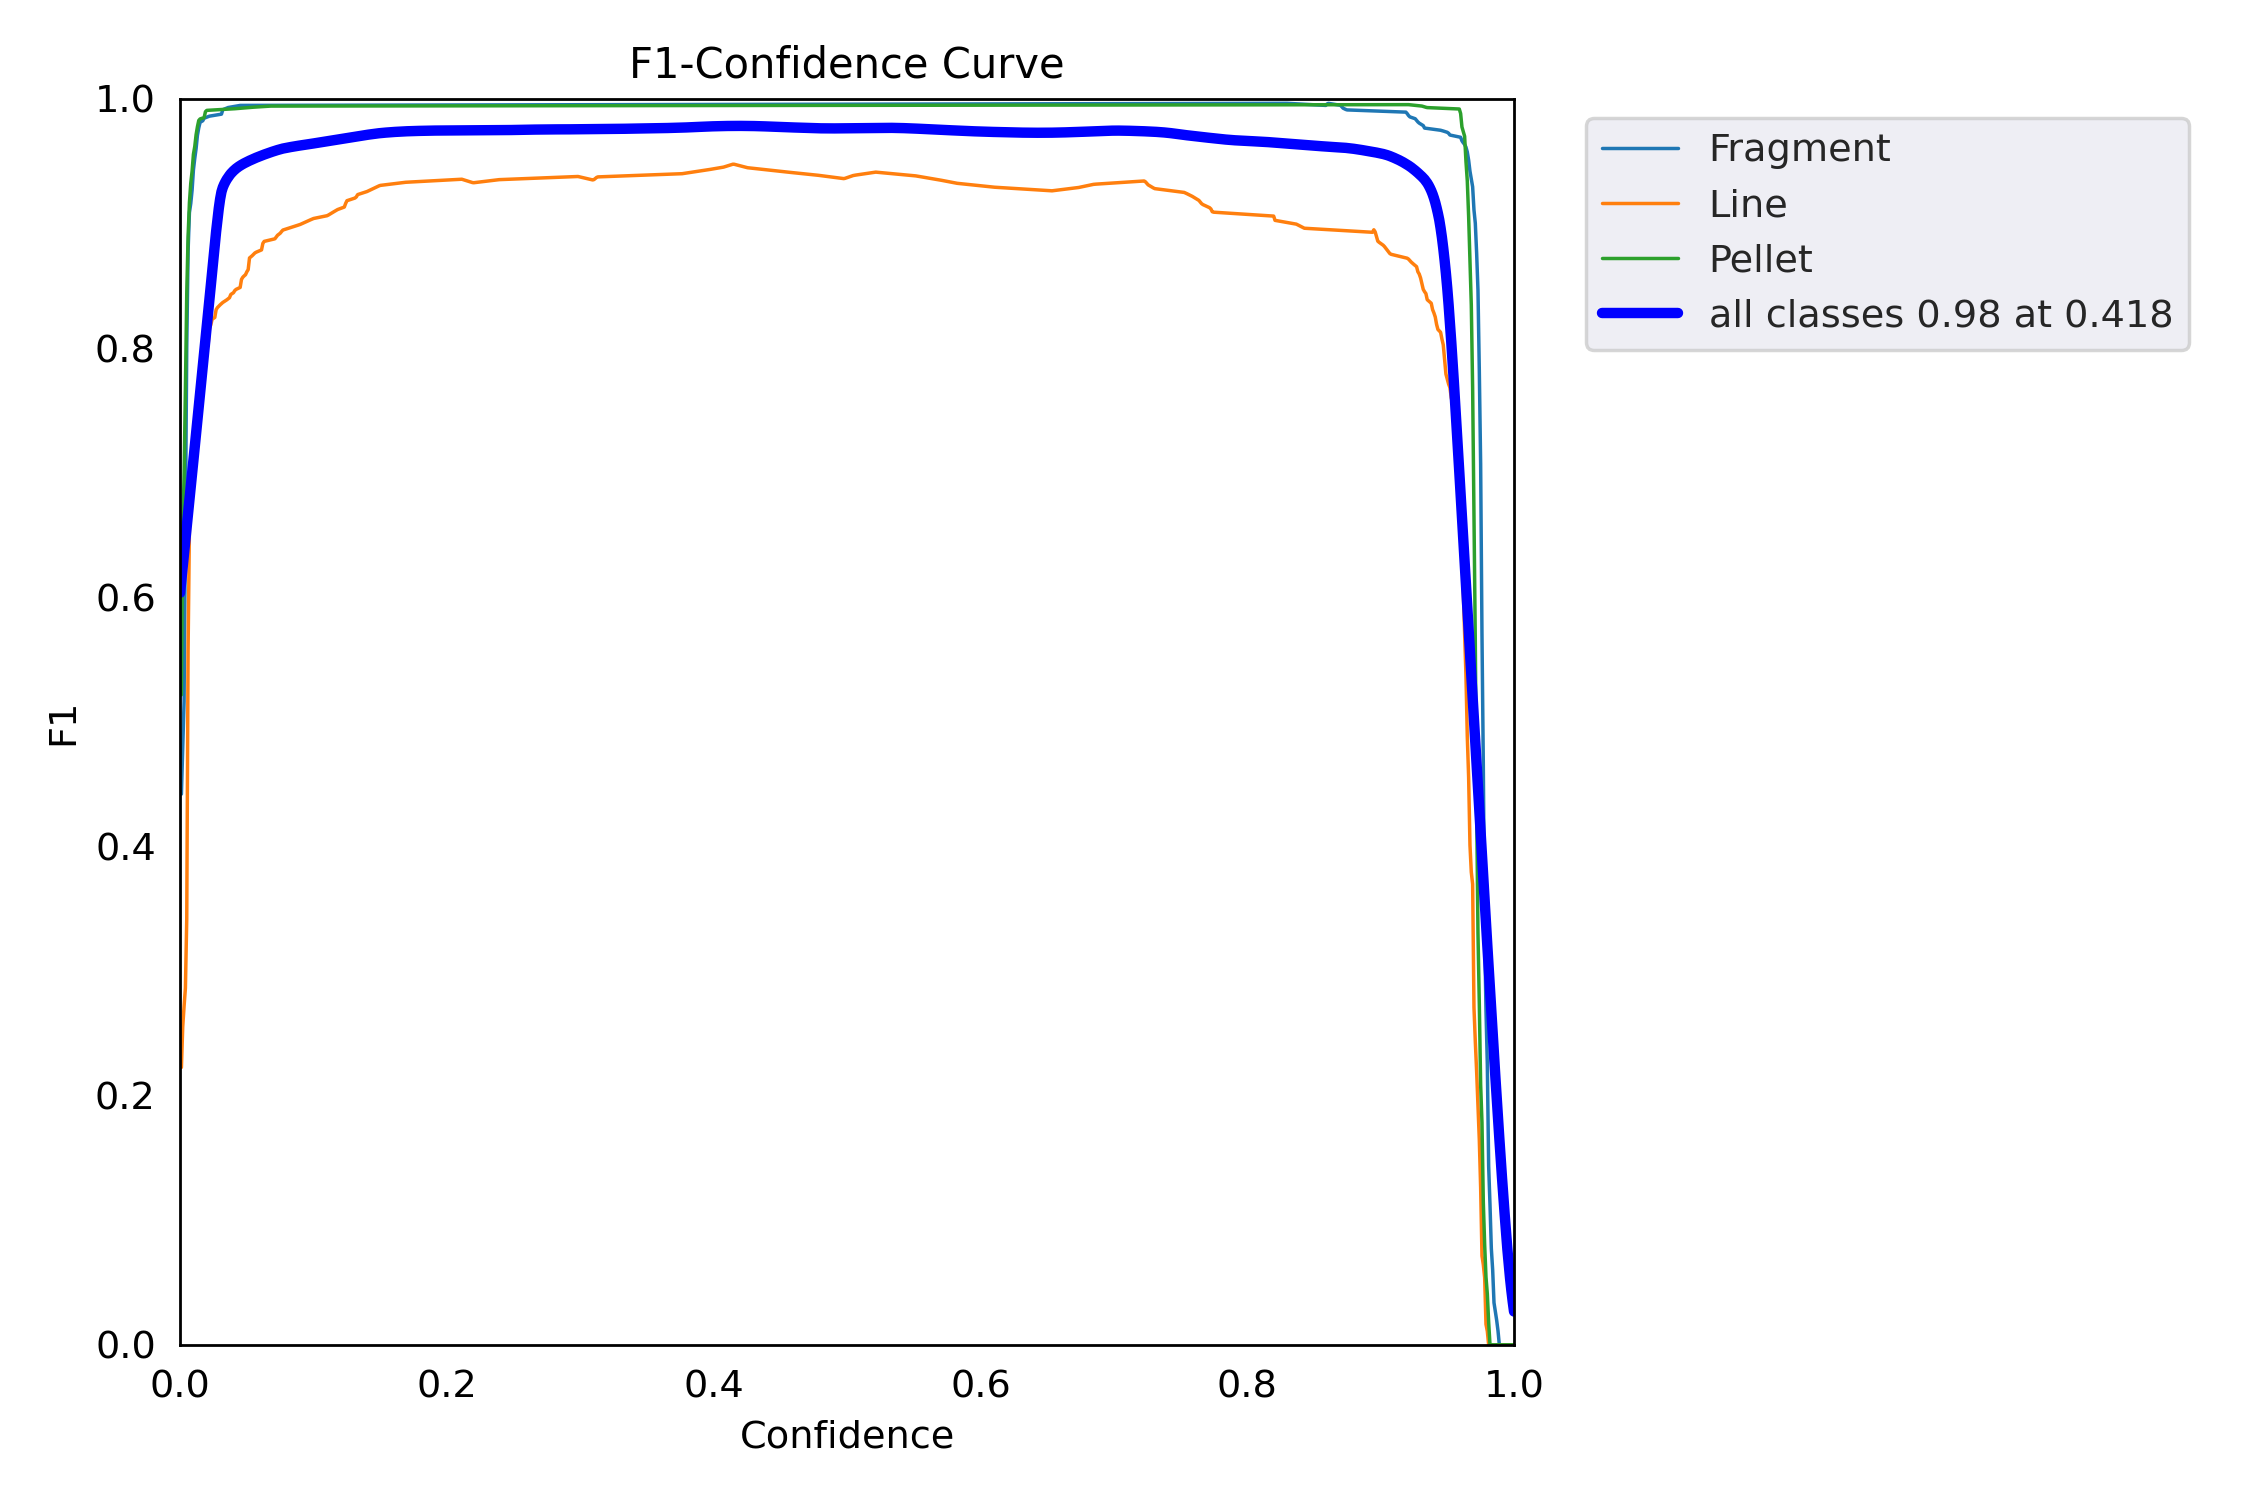 F1-Confidence Curve
1.0
0.8
0.6
0.4
0.2
0.0
F1
0.0 0.2 0.4 0.6 0.8 1.0
Confidence
Fragment
Line
Pellet
all classes 0.98 at 0.418